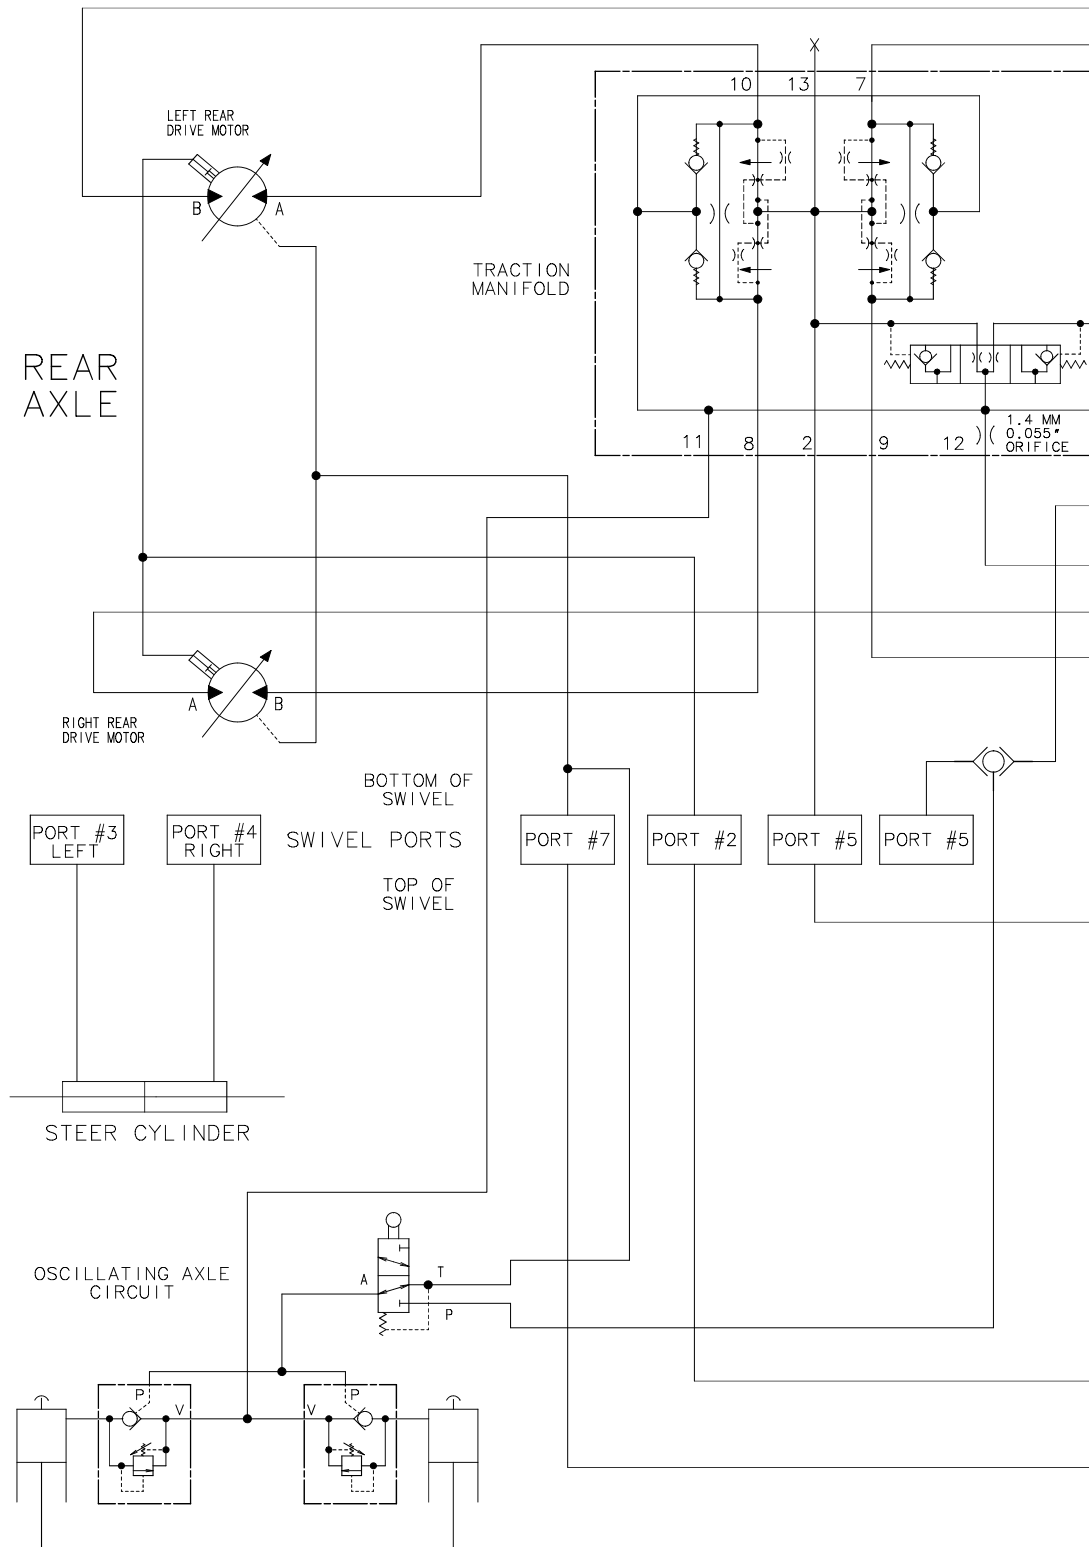 10 13 7
LEFT REAR
DRIVE MOTOR
B A
TRACTION
MANIFOLD
REAR
AXLE
1.4 MM
0.055"
ORIFICE
11 8 2 9 12
A B
RIGHT REAR
DRIVE MOTOR
BOTTOM OF
SWIVEL
PORT #3
LEFT
PORT #4
RIGHT
SWIVEL PORTS
PORT #7
PORT #2
PORT #5
PORT #5
TOP OF
SWIVEL
STEER CYLINDER
OSCILLATING AXLE
CIRCUIT
A T
P
P P
V V